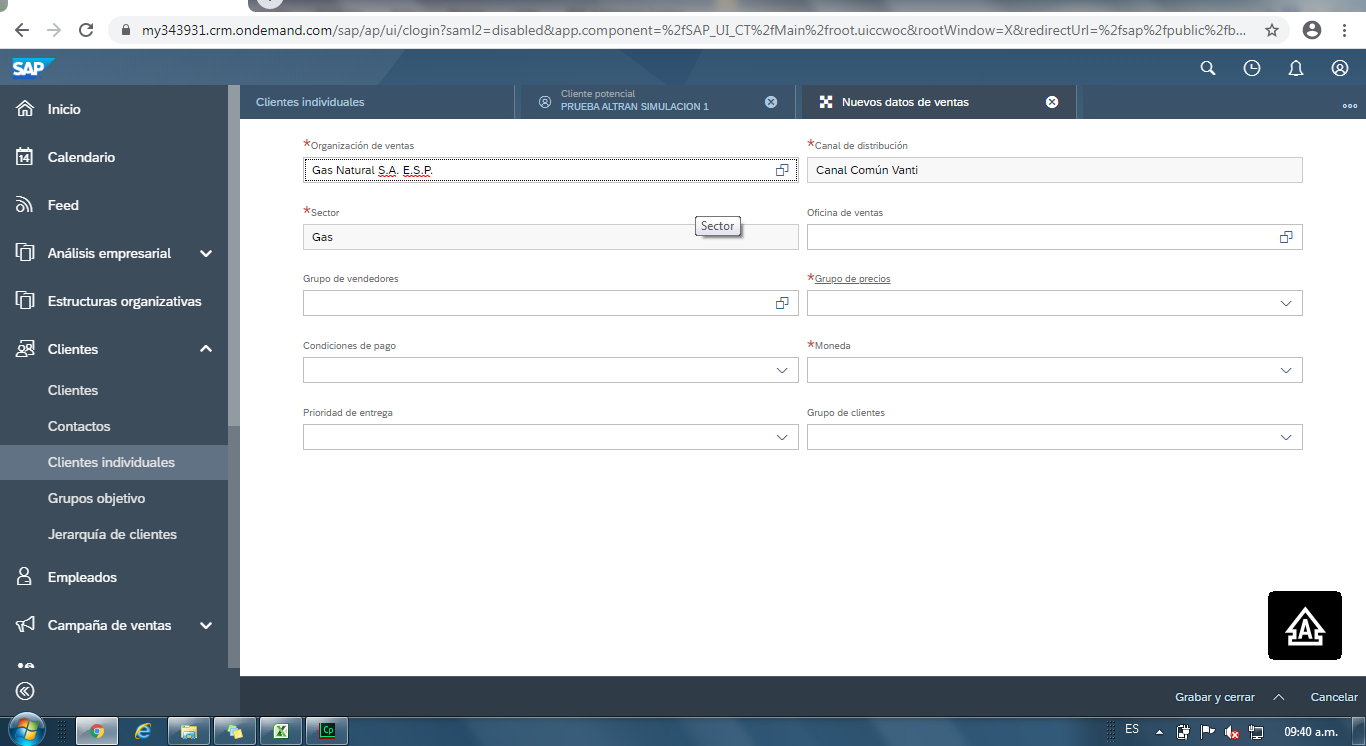 my343931.crm.ondemand.com/sap/ap/ui/clogin?saml2=disabled&app.component=%2fSAP_UI_CT%2fMain%2froot.uiccwoc&rootWindow=X&redirectUrl=%2fsap%2fpublic%2fb...
SAP
Inicio
14
Calendario
Feed
Análisis empresarial
Estructuras organizativas
Clientes
Clientes
Contactos
Clientes individuales
Grupos objetivo
Jerarquía de clientes
Empleados
Campaña de ventas
Clientes individuales
Cliente potencial
PRUEBA ALTRAN SIMULACION 1
Nuevos datos de ventas
*Organización de ventas
Gas Natural S.A. E.S.P.
*Canal de distribución
Canal Común Vanti
*Sector
Gas
Sector
Oficina de ventas
Grupo de vendedores
*Grupo de precios
Condiciones de pago
*Moneda
Prioridad de entrega
Grupo de clientes
A
Grabar y cerrar
Cancelar
Cp
ES
09:40 a.m.